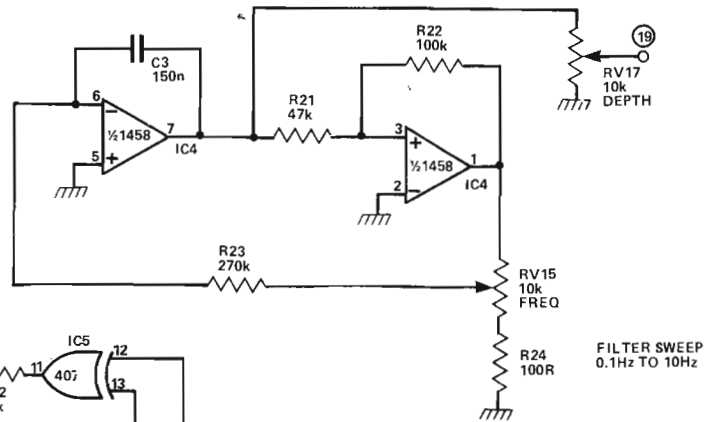 C3
150n
6
−
½1458
7
5
+
IC4
R21
47k
R22
100k
3
+
½1458
1
2
−
IC4
19
RV17
10k
DEPTH
R23
270k
RV15
10k
FREQ
R24
100R
FILTER SWEEP
0.1Hz TO 10Hz
IC5
11
407
12
13
2
k